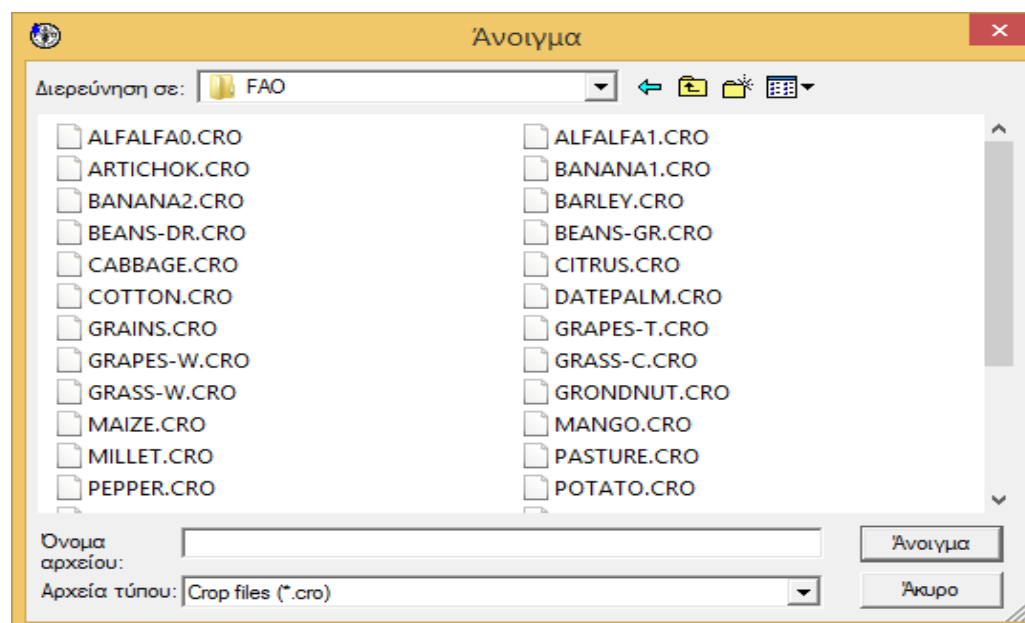 Άνοιγμα
Διερεύνηση σε: FAO
ALFALFA0.CRO ALFALFA1.CRO
ARTICHOK.CRO BANANA1.CRO
BANANA2.CRO BARLEY.CRO
BEANS-DR.CRO BEANS-GR.CRO
CABBAGE.CRO CITRUS.CRO
COTTON.CRO DATEPALM.CRO
GRAINS.CRO GRAPES-T.CRO
GRAPES-W.CRO GRASS-C.CRO
GRASS-W.CRO GRONDNUT.CRO
MAIZE.CRO MANGO.CRO
MILLET.CRO PASTURE.CRO
PEPPER.CRO POTATO.CRO
Όνομα
αρχείου: Άνοιγμα
Αρχεία τύπου: Crop files (*.cro) Άκυρο